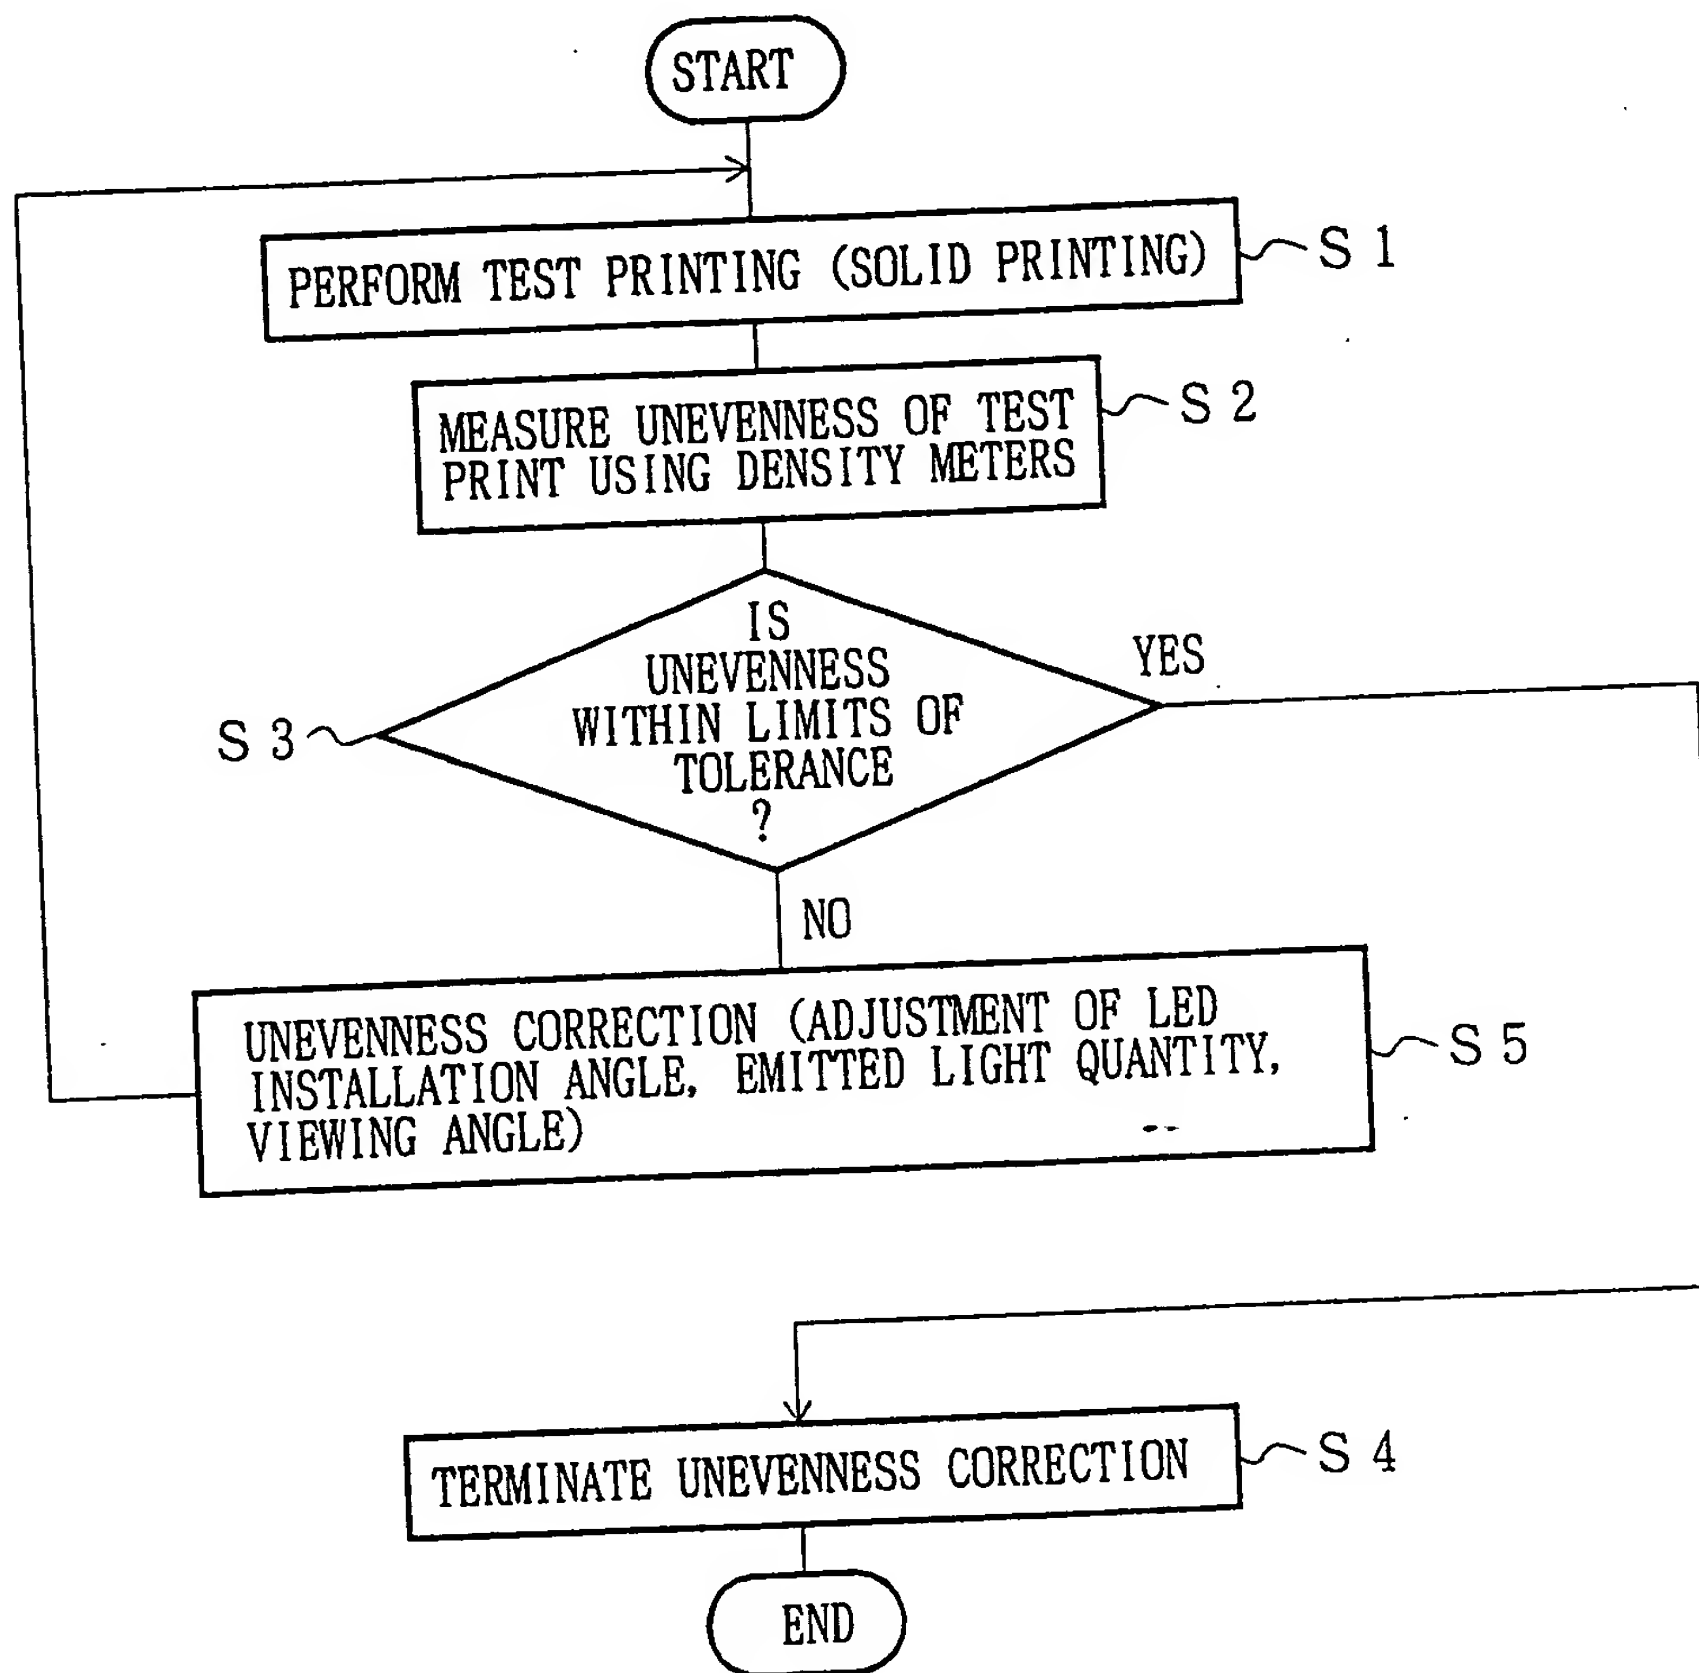 START
PERFORM TEST PRINTING (SOLID PRINTING)
S 1
MEASURE UNEVENNESS OF TEST
PRINT USING DENSITY METERS
S 2
IS
UNEVENNESS
WITHIN LIMITS OF
TOLERANCE
?
S 3
YES
NO
UNEVENNESS CORRECTION (ADJUSTMENT OF LED
INSTALLATION ANGLE, EMITTED LIGHT QUANTITY,
VIEWING ANGLE)
S 5
TERMINATE UNEVENNESS CORRECTION
S 4
END